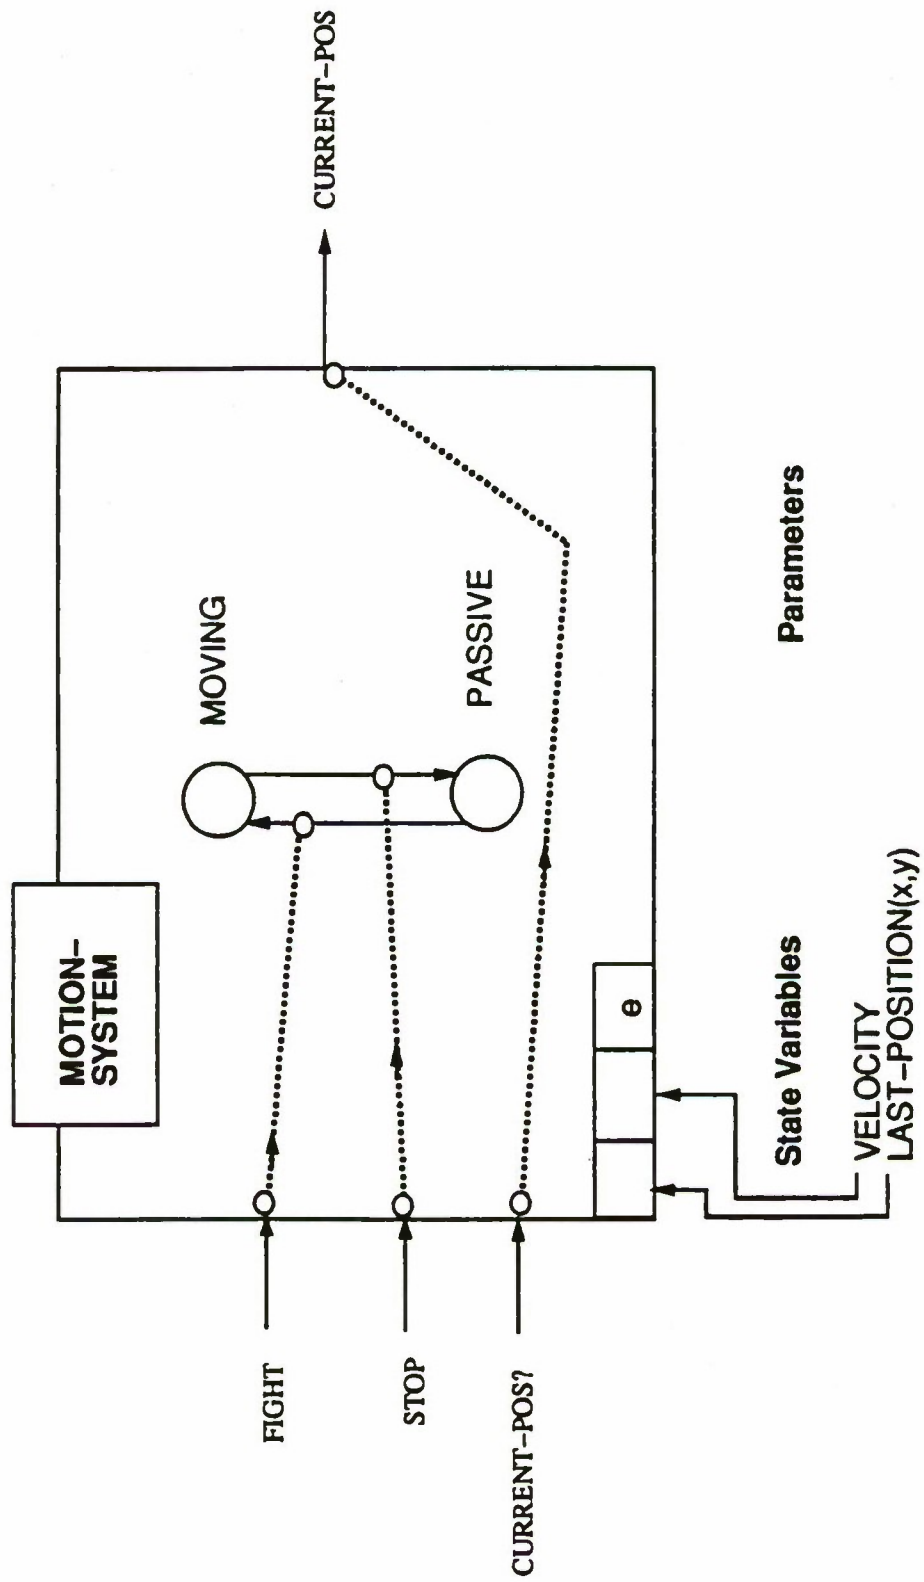 MOTION–
SYSTEM
FIGHT
STOP
CURRENT–POS?
MOVING
PASSIVE
CURRENT–POS
e
State Variables
Parameters
VELOCITY
LAST–POSITION(x,y)